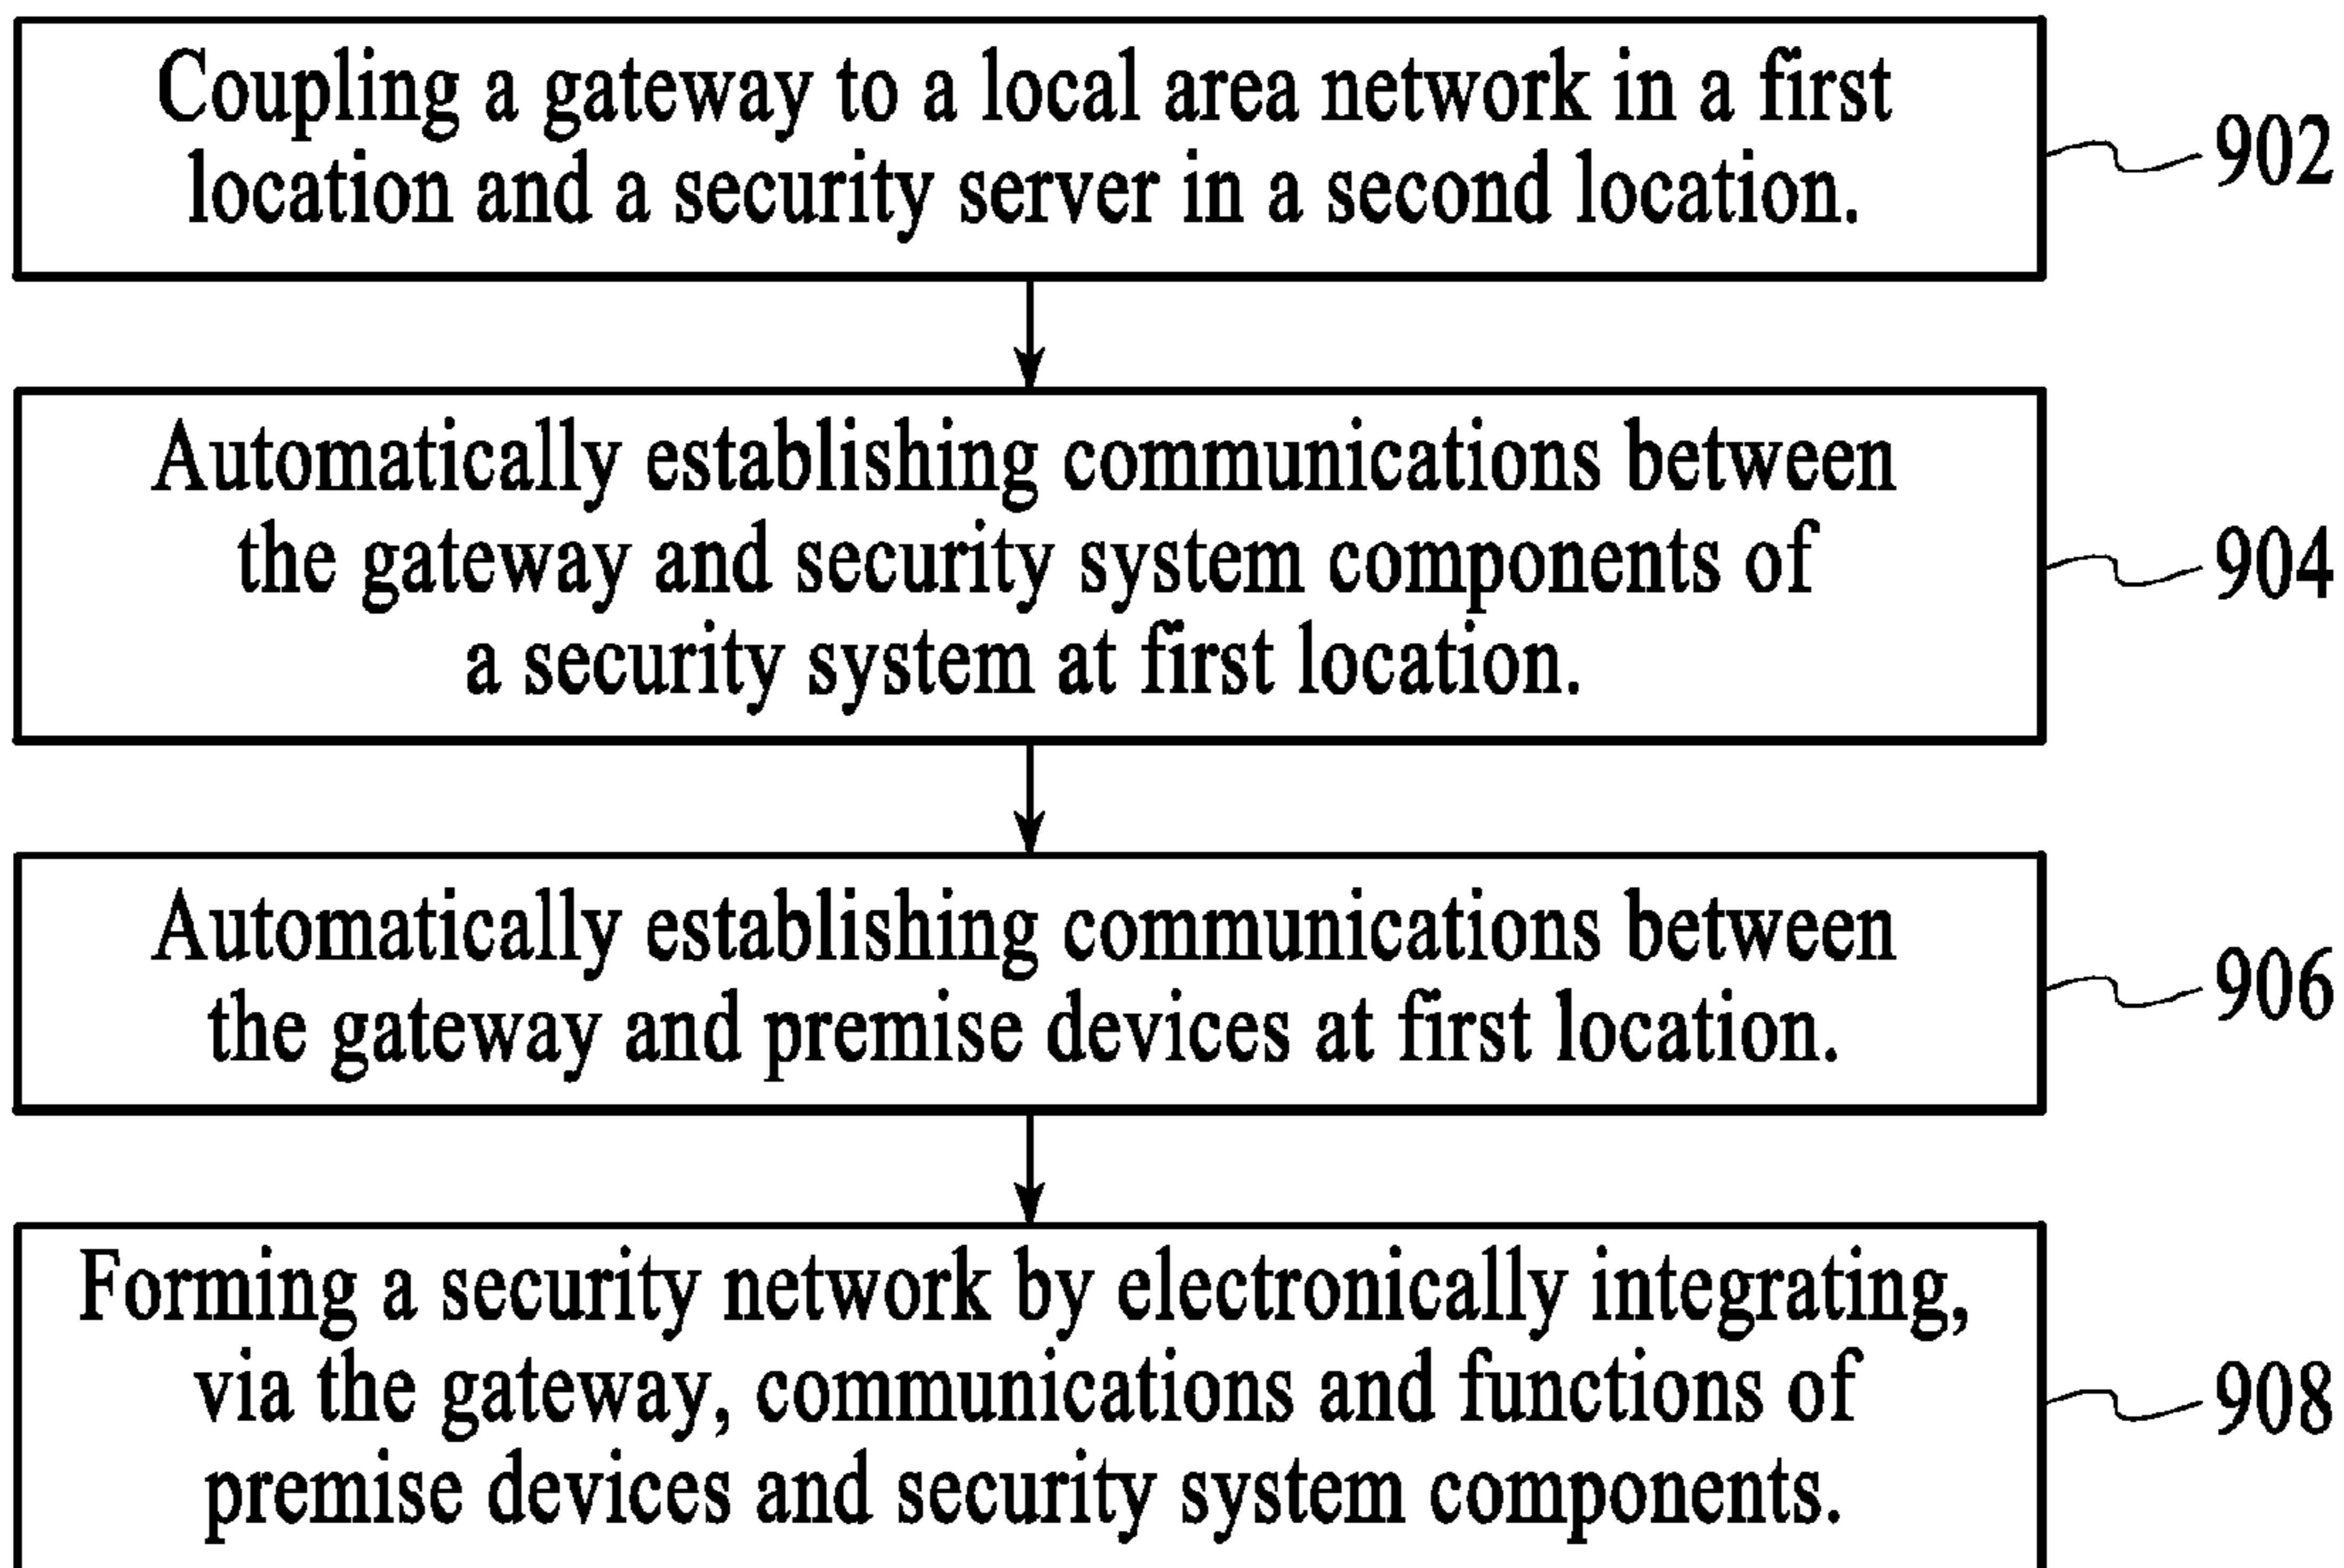 Coupling a gateway to a local area network in a first
location and a security server in a second location.
902
Automatically establishing communications between
the gateway and security system components of
a security system at first location.
904
Automatically establishing communications between
the gateway and premise devices at first location.
906
Forming a security network by electronically integrating,
via the gateway, communications and functions of
premise devices and security system components.
908